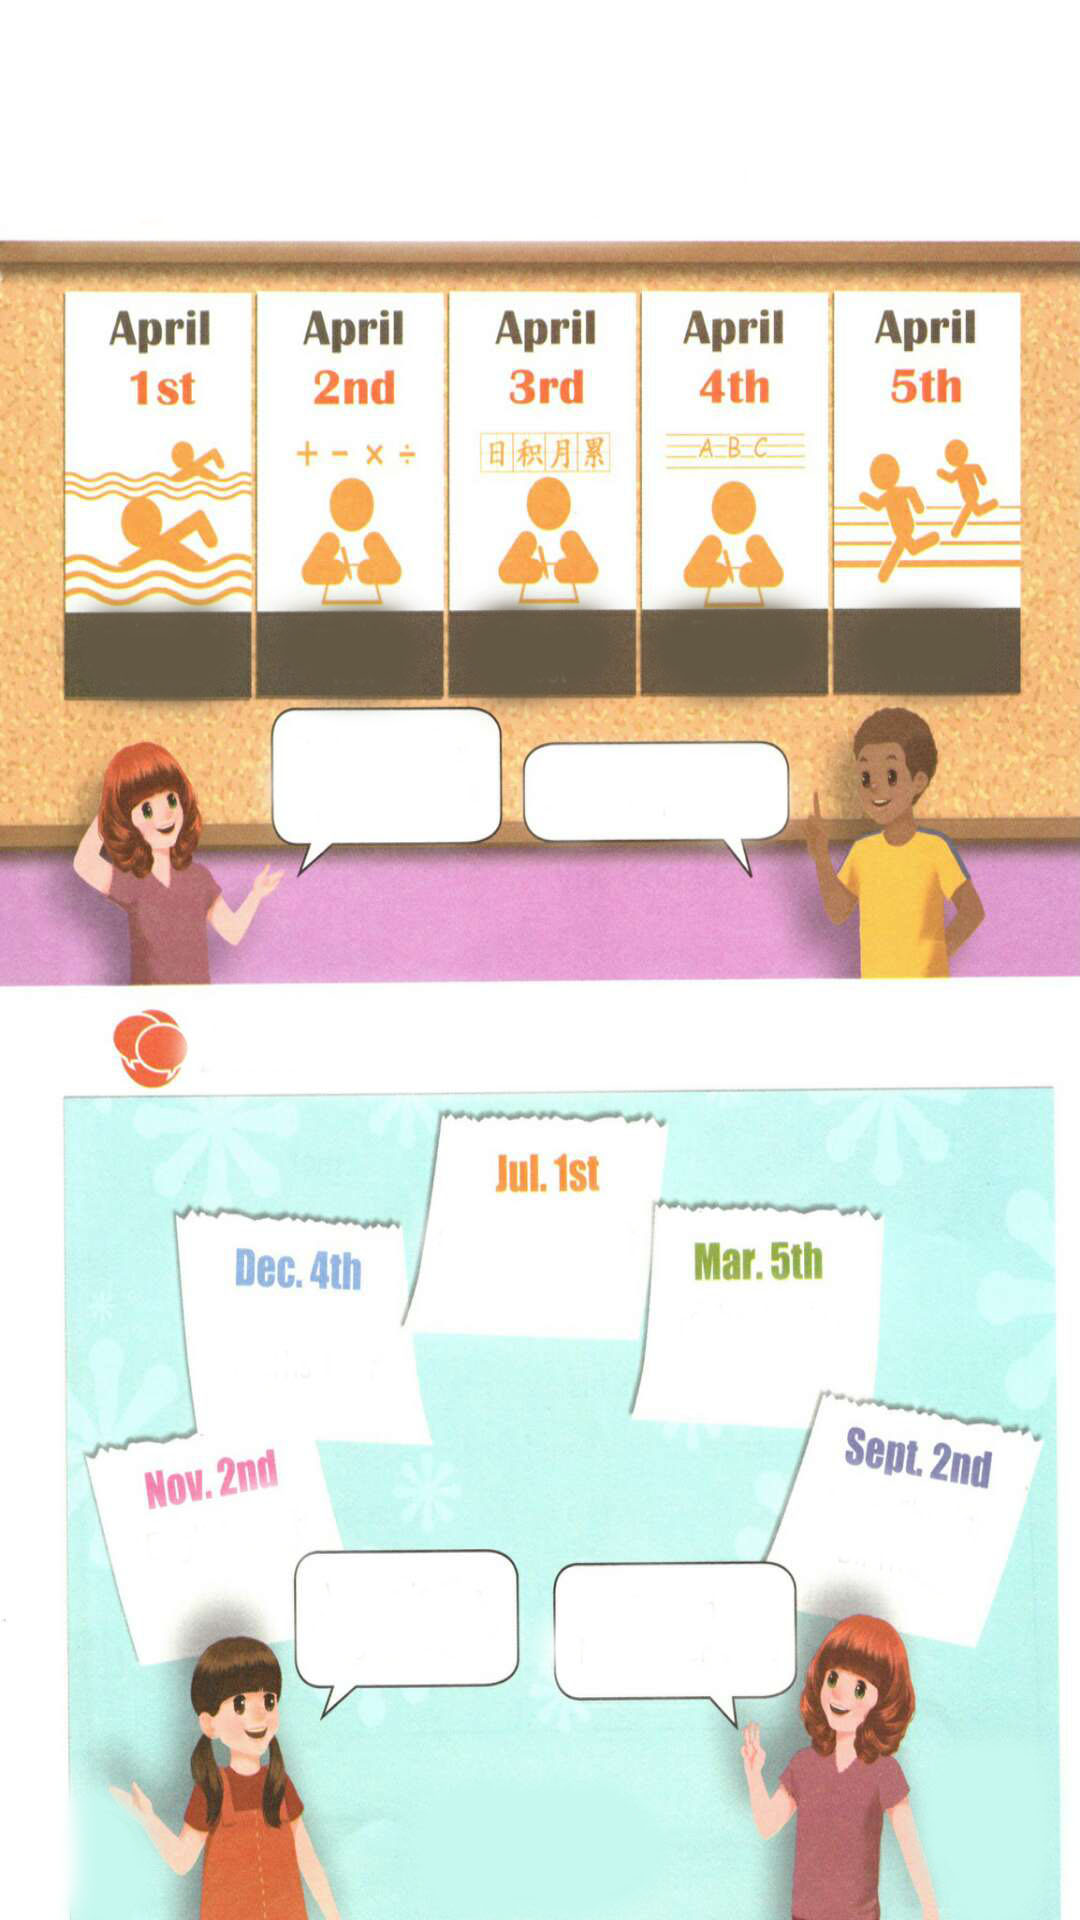 April
1st
April
2nd
+ - × ÷
April
3rd
日积月累
April
4th
A B C
April
5th
Jul. 1st
Dec. 4th
Mar. 5th
Nov. 2nd
Sept. 2nd